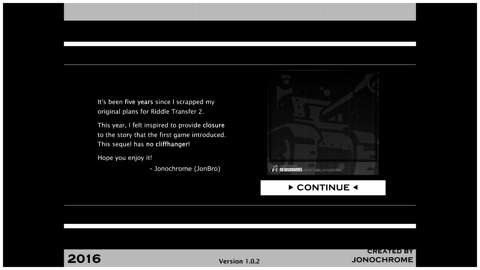 It's been five years since I scrapped my
original plans for Riddle Transfer 2.
This year, I felt inspired to provide closure
to the story that the first game introduced.
This sequel has no cliffhanger!
Hope you enjoy it!
- Jonochrome (JonBro)
NEWGROUNDS
► CONTINUE ◄
2016
Version 1.0.2
CREATED BY
JONOCHROME